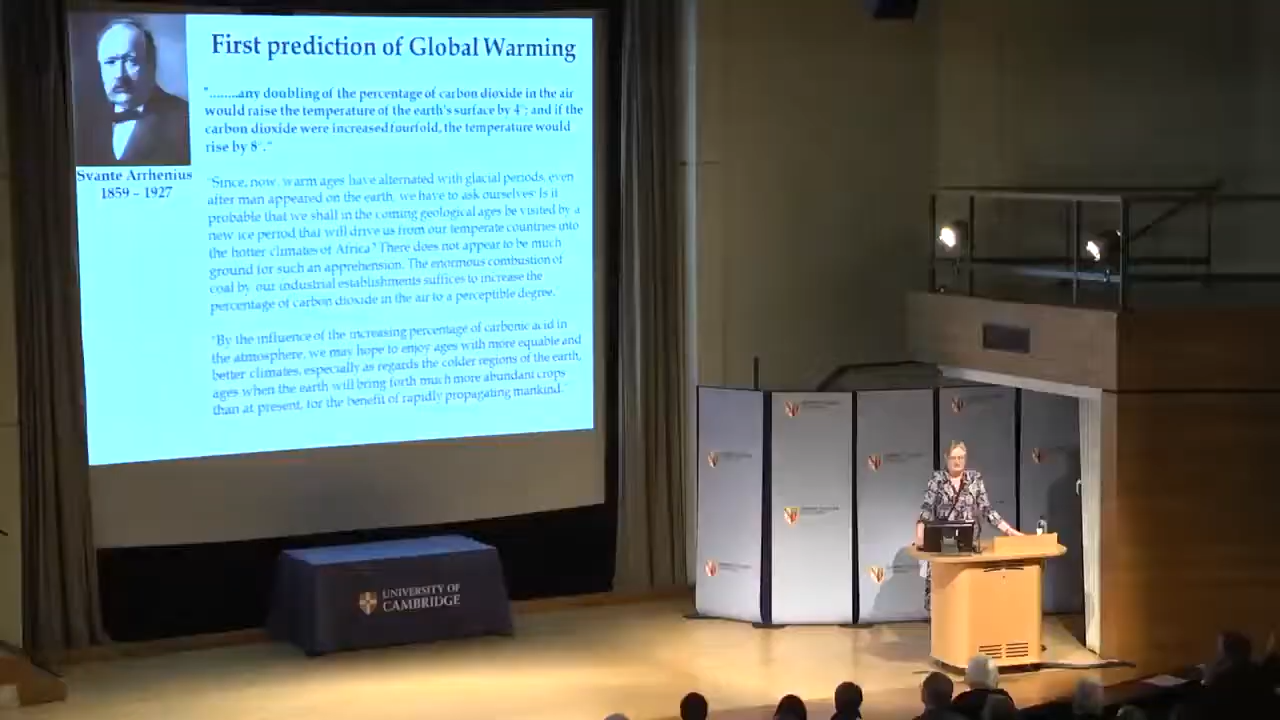 First prediction of Global Warming
"........any doubling of the percentage of carbon dioxide in the air
would raise the temperature of the earth's surface by 4°; and if the
carbon dioxide were increased fourfold, the temperature would
rise by 8°."
Svante Arrhenius
1859 – 1927
"Since, now, warm ages have alternated with glacial periods, even
after man appeared on the earth, we have to ask ourselves: Is it
probable that we shall in the coming geological ages be visited by a
new ice period that will drive us from our temperate countries into
the hotter climates of Africa? There does not appear to be much
ground for such an apprehension. The enormous combustion of
coal by our industrial establishments suffices to increase the
percentage of carbon dioxide in the air to a perceptible degree.
"By the influence of the increasing percentage of carbonic acid in
the atmosphere, we may hope to enjoy ages with more equable and
better climates, especially as regards the colder regions of the earth,
ages when the earth will bring forth much more abundant crops
than at present, for the benefit of rapidly propagating mankind."
UNIVERSITY OF
CAMBRIDGE